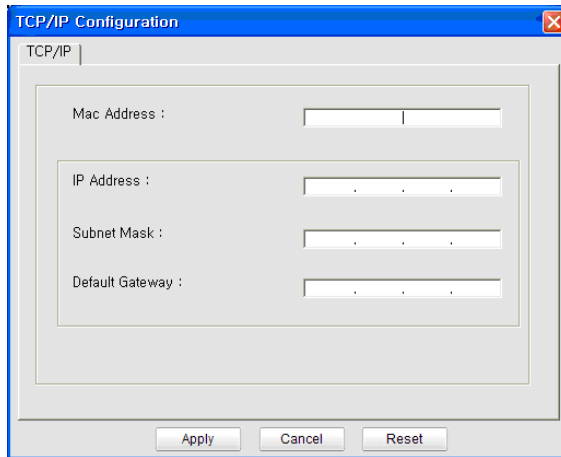 TCP/IP Configuration
TCP/IP
Mac Address :
IP Address :
. . .
Subnet Mask :
. . .
Default Gateway :
. . .
Apply Cancel Reset